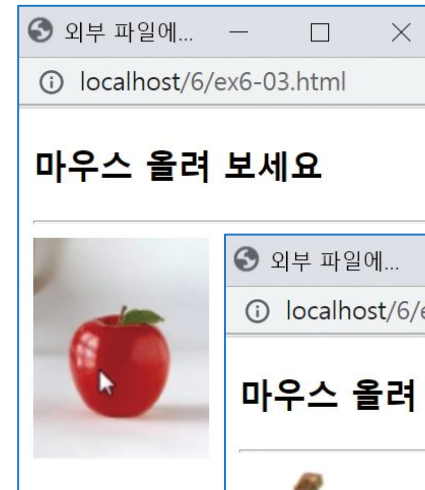 외부 파일에...
localhost/6/ex6-03.html
마우스 올려 보세요
외부 파일에...
localhost/6/
마우스 올려